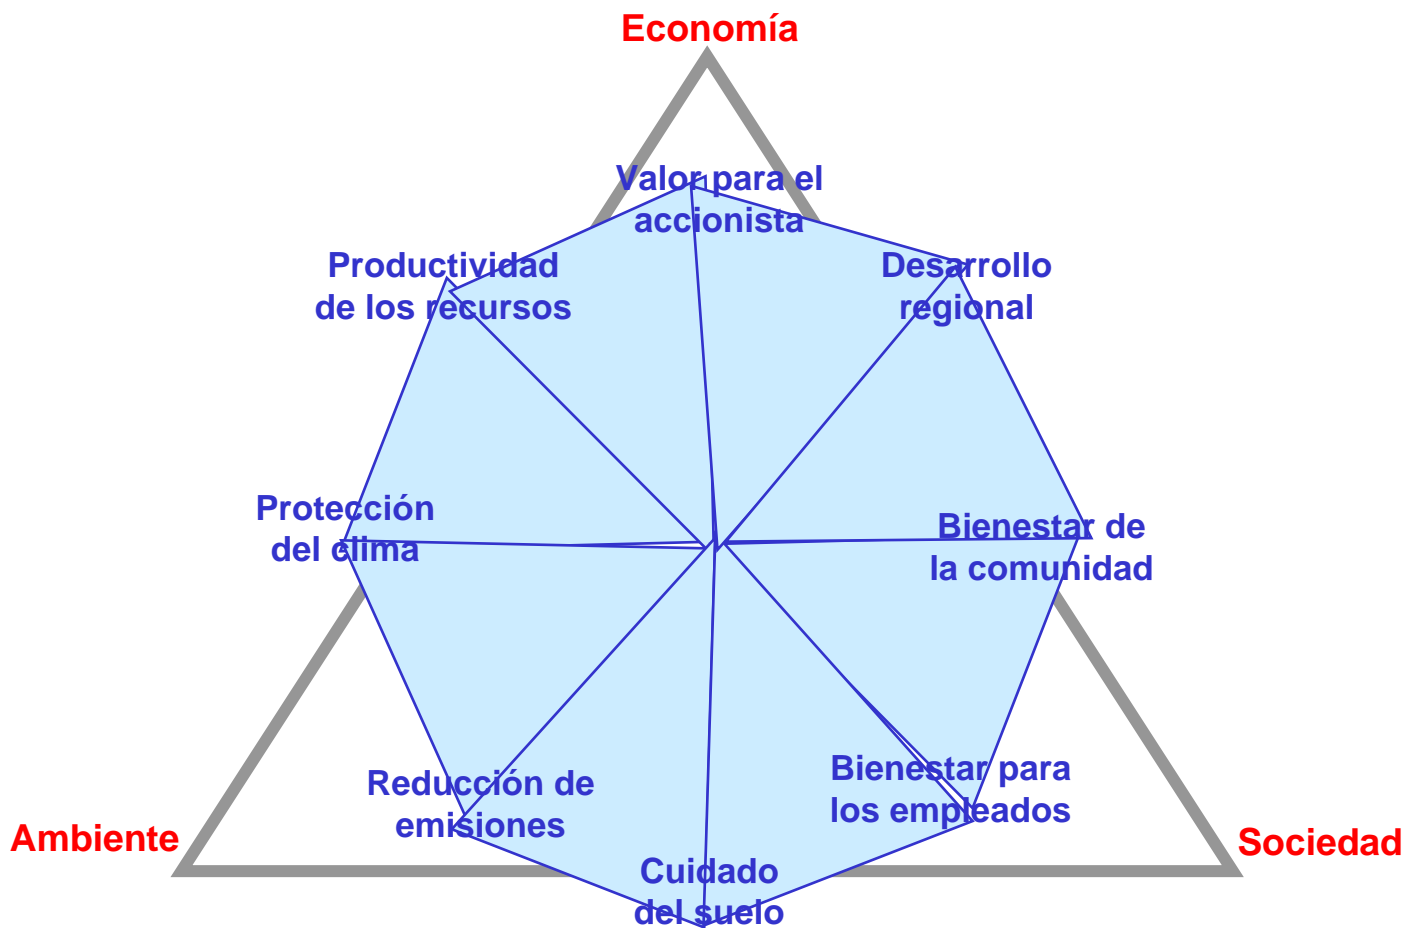 Economía
Valor para el
accionista
Productividad
de los recursos
Desarrollo
regional
Protección
del clima
Bienestar de
la comunidad
Reducción de
emisiones
Bienestar para
los empleados
Ambiente
Sociedad
Cuidado
del suelo